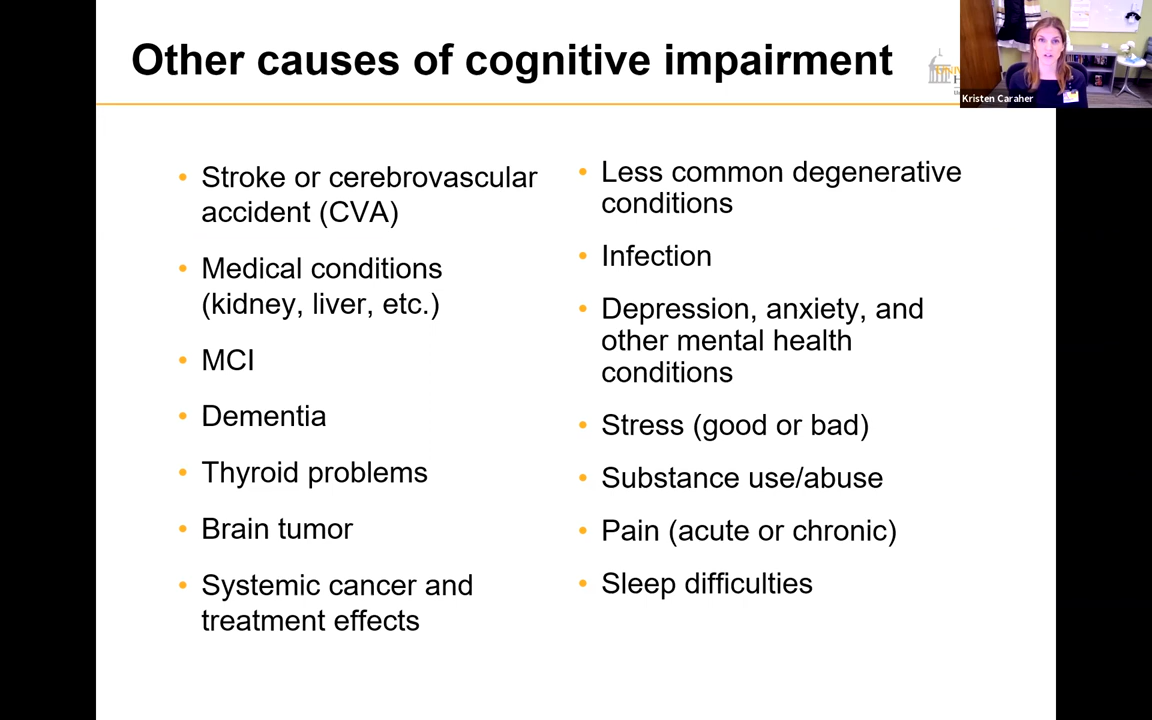 Other causes of cognitive impairment
Kristen Caraher
• Stroke or cerebrovascular
accident (CVA)
• Medical conditions
(kidney, liver, etc.)
• MCI
• Dementia
• Thyroid problems
• Brain tumor
• Systemic cancer and
treatment effects
• Less common degenerative
conditions
• Infection
• Depression, anxiety, and
other mental health
conditions
• Stress (good or bad)
• Substance use/abuse
• Pain (acute or chronic)
• Sleep difficulties